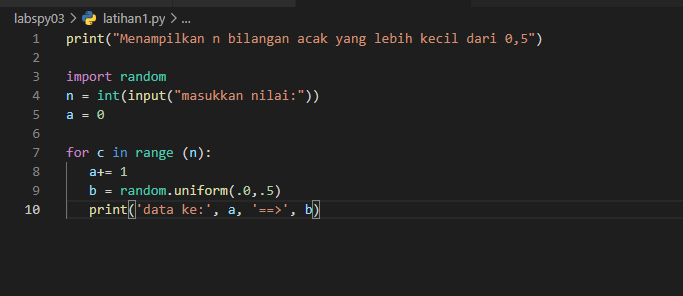 labspy03 > latihan1.py > ...
1 print("Menampilkan n bilangan acak yang lebih kecil dari 0,5")
2
3 import random
4 n = int(input("masukkan nilai:"))
5 a = 0
6
7 for c in range (n):
8 a+= 1
9 b = random.uniform(.0,.5)
10 print('data ke:', a, '==>', b)